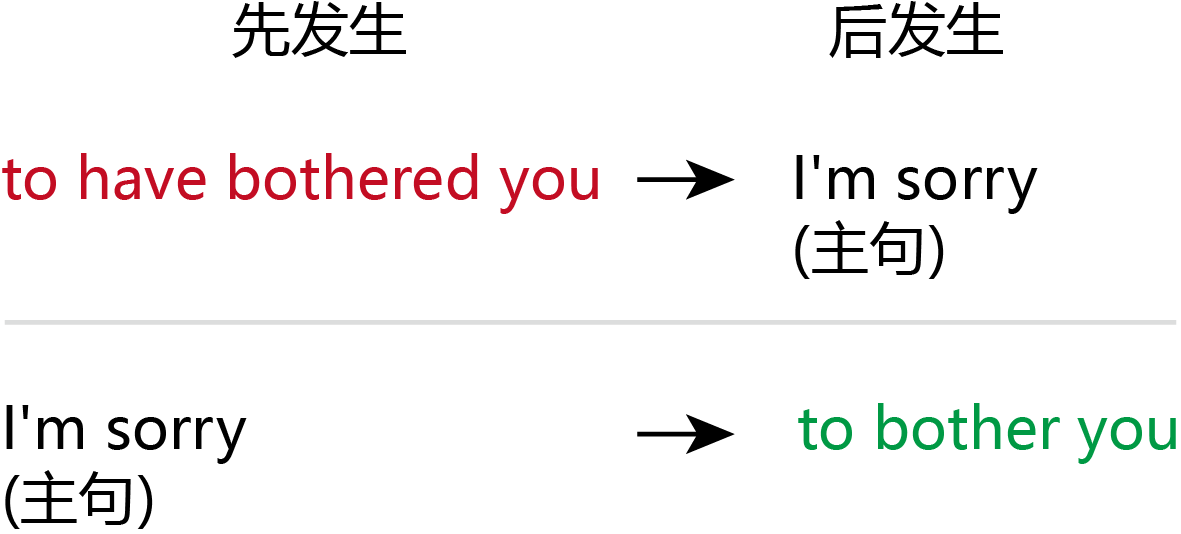 先发生 后发生
to have bothered you → I'm sorry
(主句)
I'm sorry → to bother you
(主句)